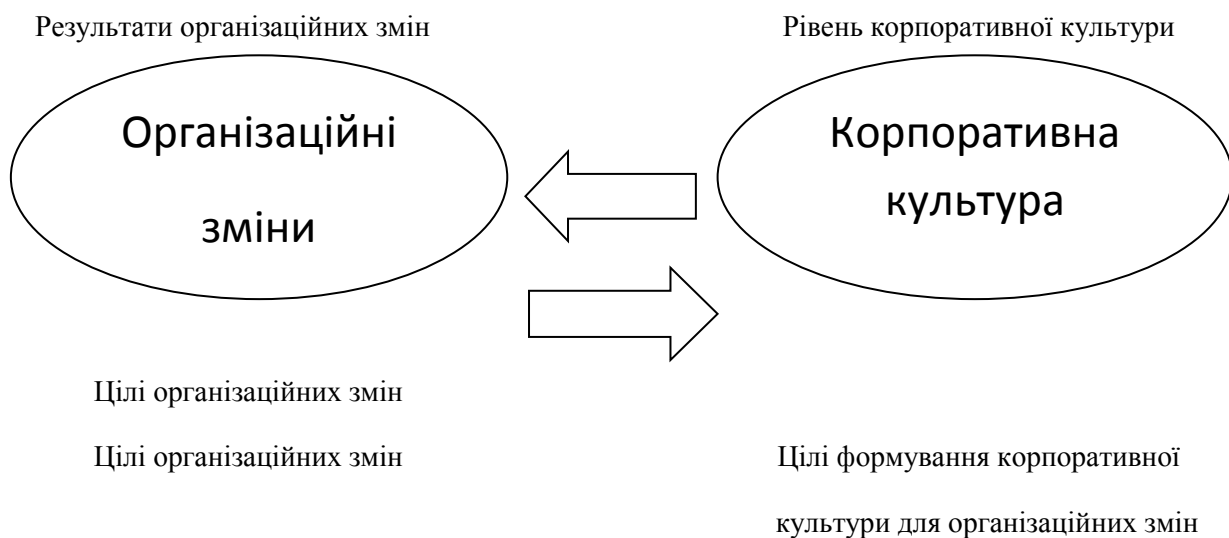 Результати організаційних змін
Рівень корпоративної культури
Організаційні
зміни
Корпоративна
культура
Цілі організаційних змін
Цілі організаційних змін
Цілі формування корпоративної
культури для організаційних змін